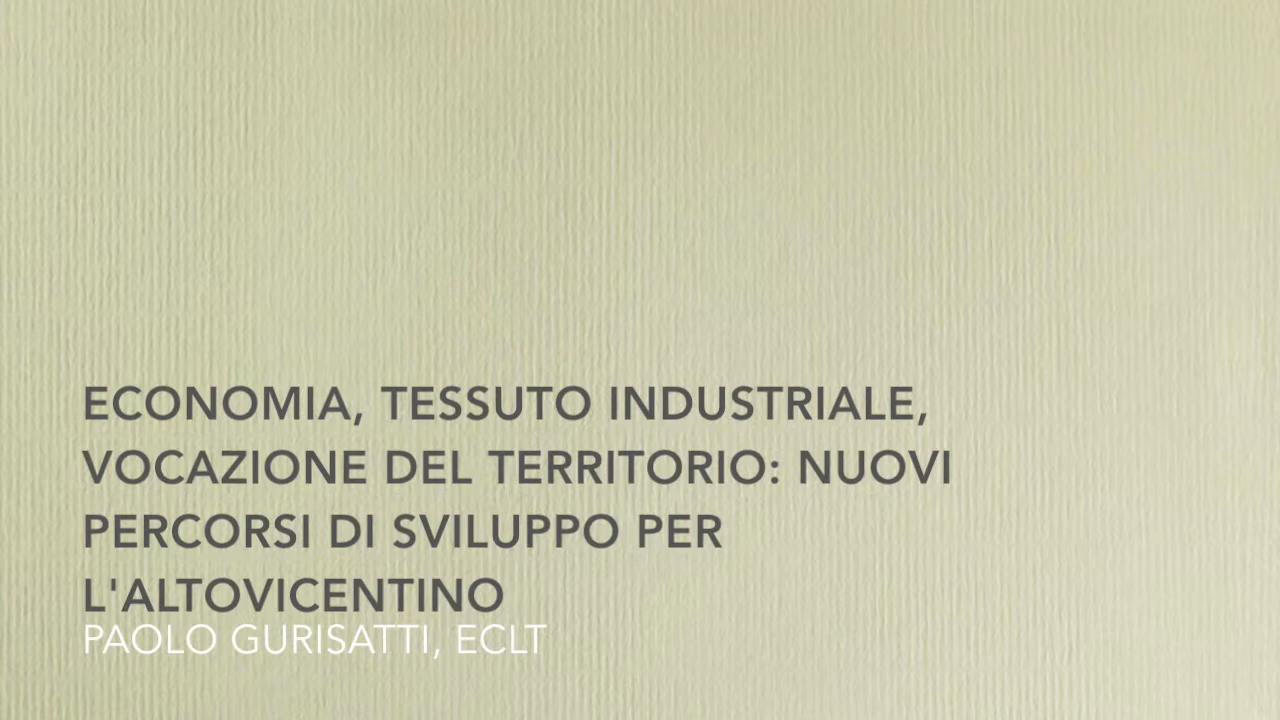 ECONOMIA, TESSUTO INDUSTRIALE,
VOCAZIONE DEL TERRITORIO: NUOVI
PERCORSI DI SVILUPPO PER
L'ALTOVICENTINO
PAOLO GURISATTI, ECLT